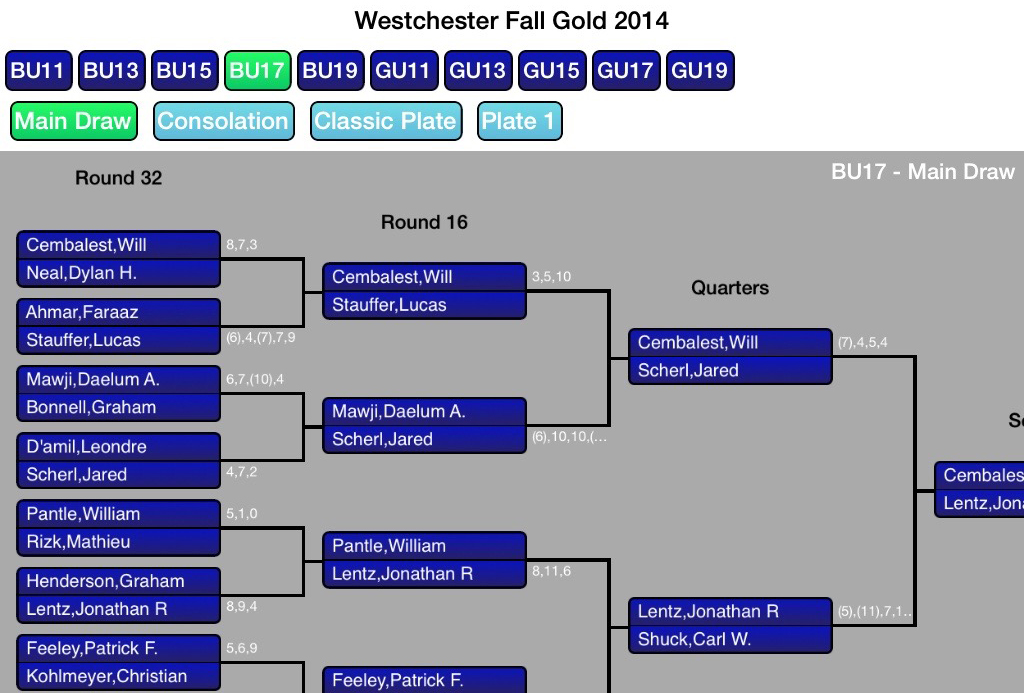 Westchester Fall Gold 2014
BU11 BU13 BU15 BU17 BU19 GU11 GU13 GU15 GU17 GU19
Main Draw Consolation Classic Plate Plate 1
BU17 - Main Draw
Round 32
Cembalest,Will 8,7,3
Neal,Dylan H.
Ahmar,Faraaz
Stauffer,Lucas (6),4,(7),7,9
Mawji,Daelum A. 6,7,(10),4
Bonnell,Graham
D'amil,Leondre
Scherl,Jared 4,7,2
Pantle,William 5,1,0
Rizk,Mathieu
Henderson,Graham
Lentz,Jonathan R 8,9,4
Feeley,Patrick F. 5,6,9
Kohlmeyer,Christian
Round 16
Cembalest,Will 3,5,10
Stauffer,Lucas
Mawji,Daelum A.
Scherl,Jared (6),10,10,(...
Pantle,William
Lentz,Jonathan R 8,11,6
Feeley,Patrick F.
Quarters
Cembalest,Will (7),4,5,4
Scherl,Jared
Lentz,Jonathan R (5),(11),7,1...
Shuck,Carl W.
Cembales
Lentz,Jona